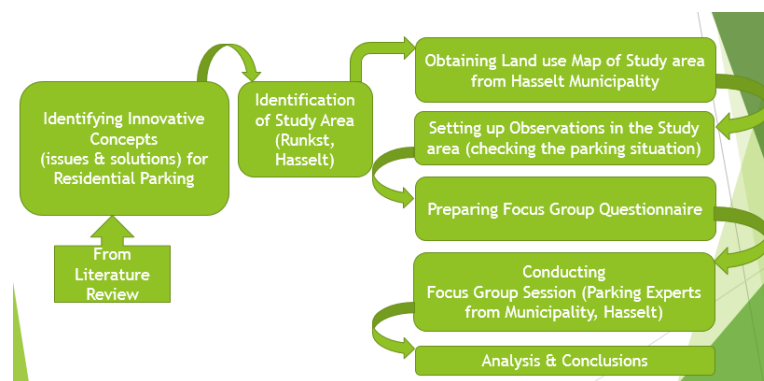 Identifying Innovative
Concepts
(issues & solutions) for
Residential Parking
From
Literature
Review
Identification
of Study Area
(Runkst,
Hasselt)
Obtaining Land use Map of Study area
from Hasselt Municipality
Setting up Observations in the Study
area (checking the parking situation)
Preparing Focus Group Questionnaire
Conducting
Focus Group Session (Parking Experts
from Municipality, Hasselt)
Analysis & Conclusions